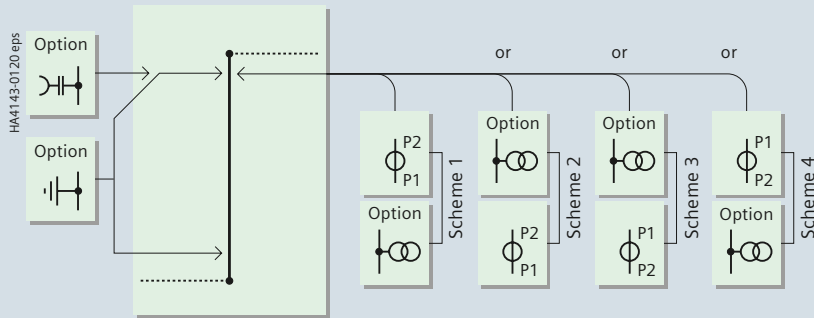 HA4143-0120 eps
Option
Option
or
or
or
P2
P1
Option
Scheme 1
Option
P2
P1
Scheme 2
Option
P1
P2
Scheme 3
P1
P2
Option
Scheme 4